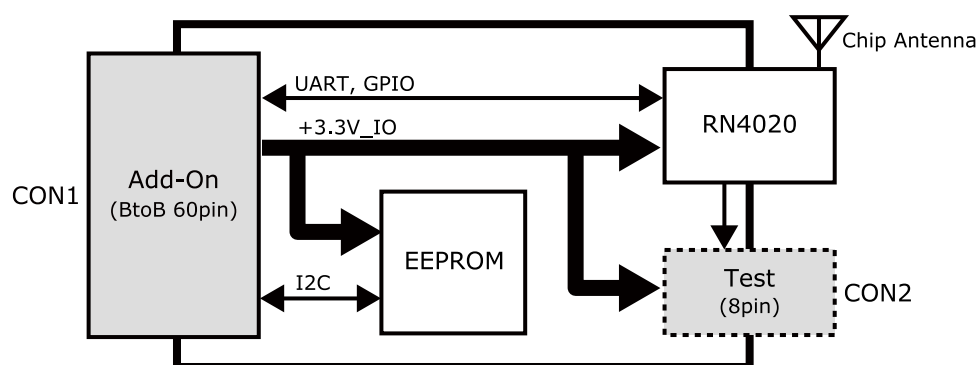 Chip Antenna
UART, GPIO
RN4020
+3.3V_IO
CON1
Add-On
(BtoB 60pin)
EEPROM
I2C
Test
(8pin)
CON2